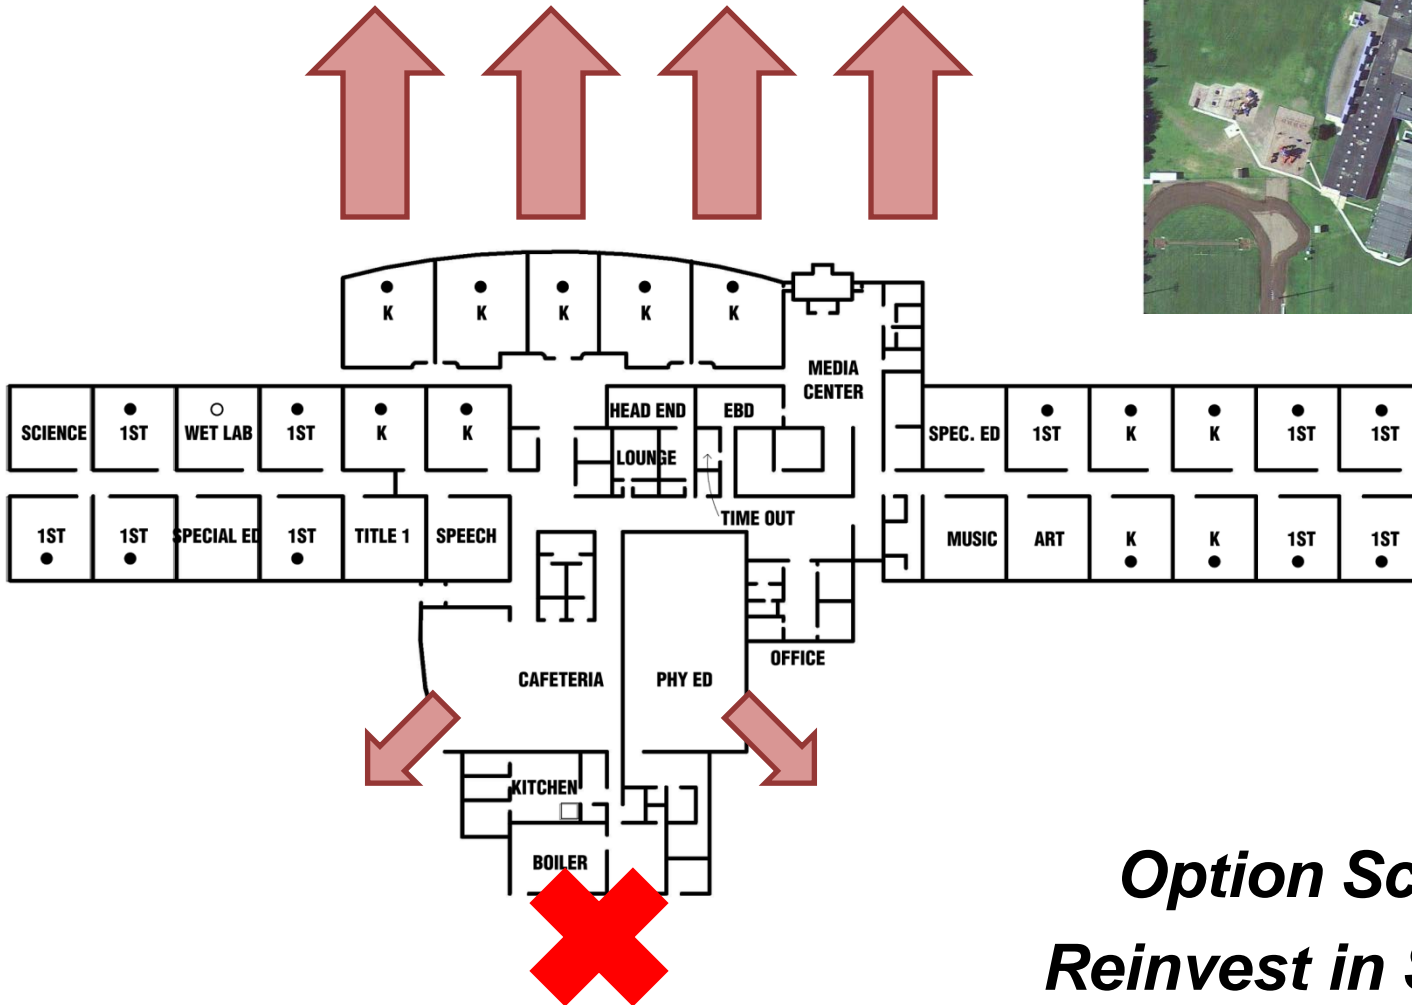 K K K K K
MEDIA
CENTER
HEAD END EBD
SCIENCE 1ST WET LAB 1ST K K
SPEC. ED 1ST K K 1ST 1ST
LOUNGE
TIME OUT
1ST 1ST SPECIAL ED 1ST TITLE 1 SPEECH
MUSIC ART K K 1ST 1ST
OFFICE
CAFETERIA PHY ED
KITCHEN
BOILER
Option
Reinvest in